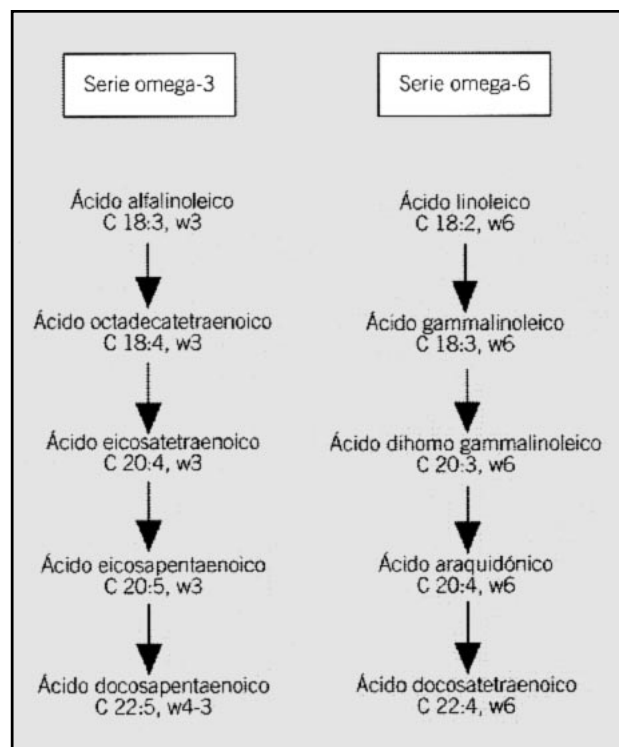 Serie omega-3
Serie omega-6
Ácido alfalinoleico
C 18:3, w3
Ácido linoleico
C 18:2, w6
Ácido octadecatetraenoico
C 18:4, w3
Ácido gammalinoleico
C 18:3, w6
Ácido eicosatetraenoico
C 20:4, w3
Ácido dihomo gammalinoleico
C 20:3, w6
Ácido eicosapentaenoico
C 20:5, w3
Ácido araquidónico
C 20:4, w6
Ácido docosapentaenoico
C 22:5, w4-3
Ácido docosatetraenoico
C 22:4, w6